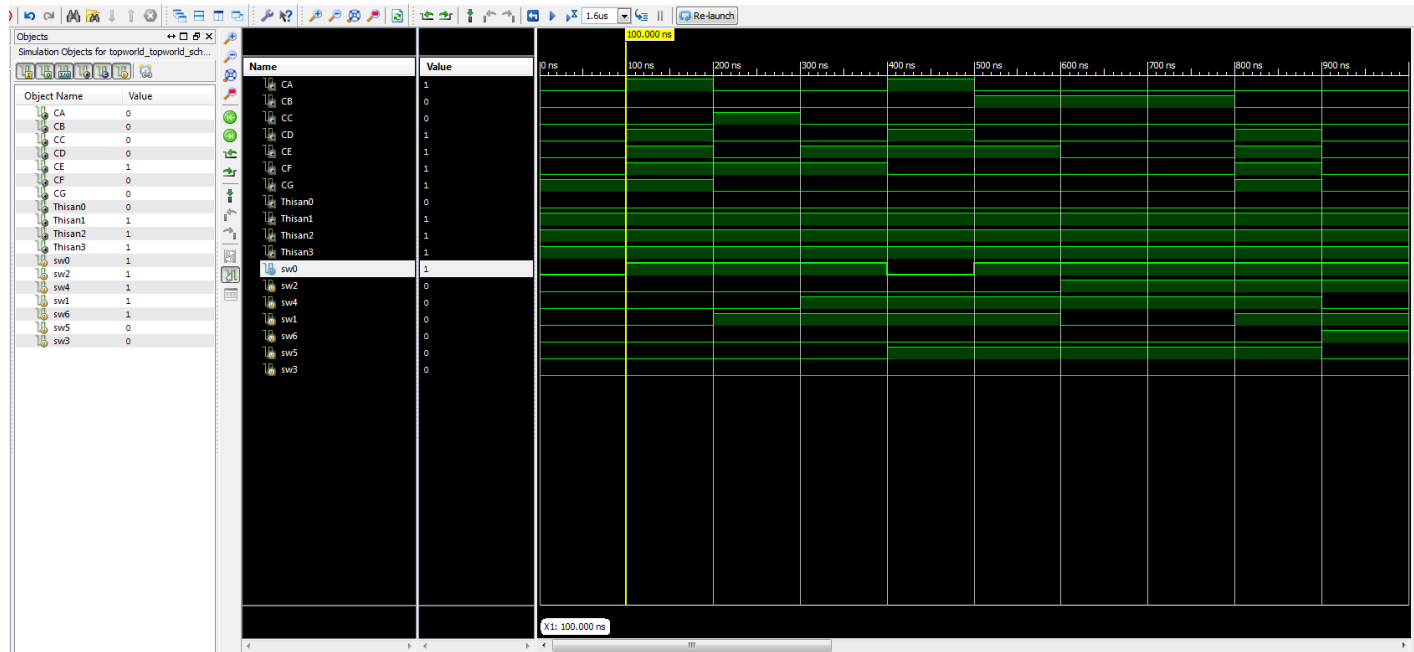 1.6us Re-launch
Objects
Simulation Objects for topworld_topworld_sch...
Object Name Value
CA 0
CB 0
CC 0
CD 0
CE 1
CF 0
CG 0
Thisan0 0
Thisan1 1
Thisan2 1
Thisan3 1
sw0 1
sw2 1
sw4 1
sw1 1
sw6 1
sw5 0
sw3 0
Name Value
CA 1
CB 0
CC 0
CD 1
CE 1
CF 1
CG 1
Thisan0 0
Thisan1 1
Thisan2 1
Thisan3 1
sw0 1
sw2 0
sw4 0
sw1 0
sw6 0
sw5 0
sw3 0
100.000 ns
0 ns 100 ns 200 ns 300 ns 400 ns 500 ns 600 ns 700 ns 800 ns 900 ns
X1: 100.000 ns